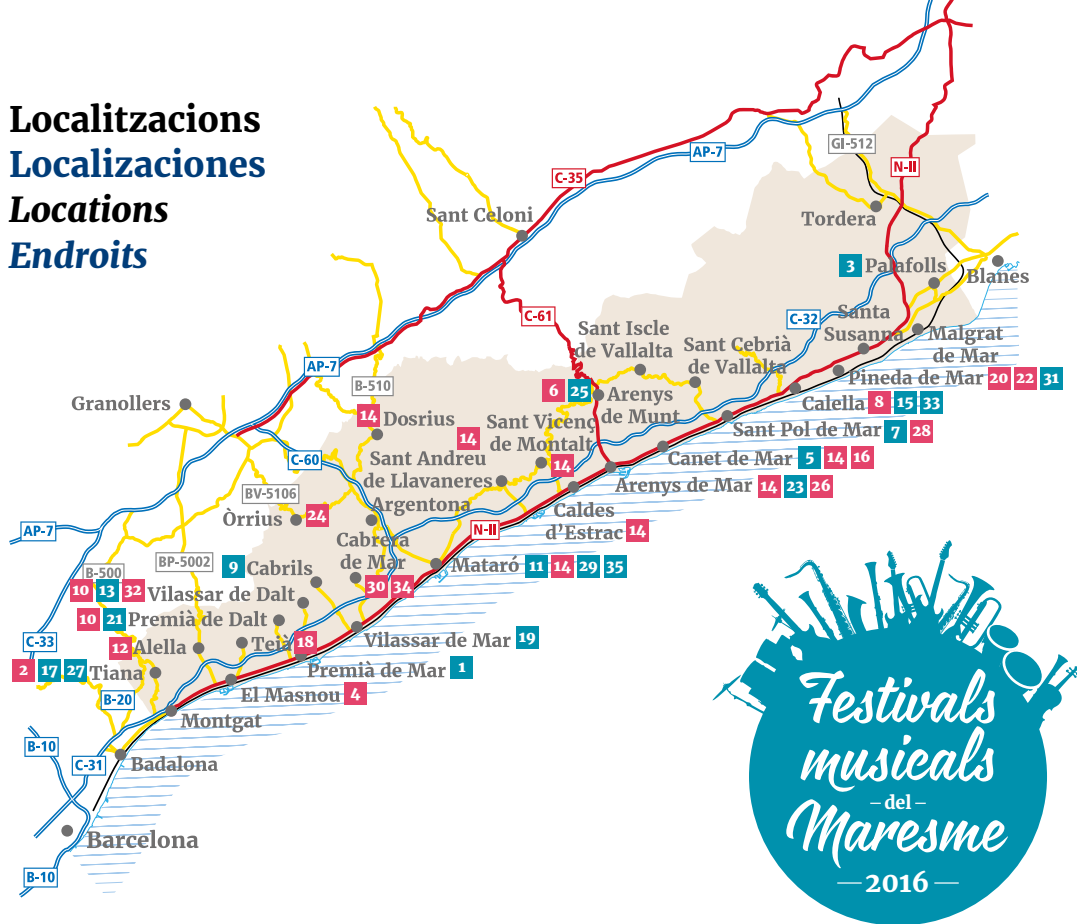 Localitzacions
Localizaciones
Locations
Endroits
GI-512
AP-7
N-II
C-35
Sant Celoni
Tordera
3 Palafolls
Blanes
C-61
C-32
Santa
Susanna
Sant Iscle
de Vallalta
Sant Cebrià
de Vallalta
Malgrat
de Mar
AP-7
B-510
Pineda de Mar 20 22 31
6 25 Arenys
de Munt
Granollers
Calella 8 15 33
14 Dosrius
14
Sant Vicenç
de Montalt
14
Sant Pol de Mar 7 28
C-60
Sant Andreu
de Llavaneres
Canet de Mar 5 14 16
Arenys de Mar 14 23 26
BV-5106
Argentona
Òrrius 24
Caldes
d'Estrac 14
AP-7
N-II
Cabrera
de Mar
30 34
BP-5002
B-500
9 Cabrils
Mataró 11 14 29 35
10 13 32 Vilassar de Dalt
10 21 Premià de Dalt
C-33
12 Alella
Teià 18
Vilassar de Mar 19
2 17 27 Tiana
Premià de Mar 1
B-20
El Masnou 4
Montgat
B-10
C-31
Badalona
Barcelona
B-10
Festivals
musicals
– del –
Maresme
— 2016 —